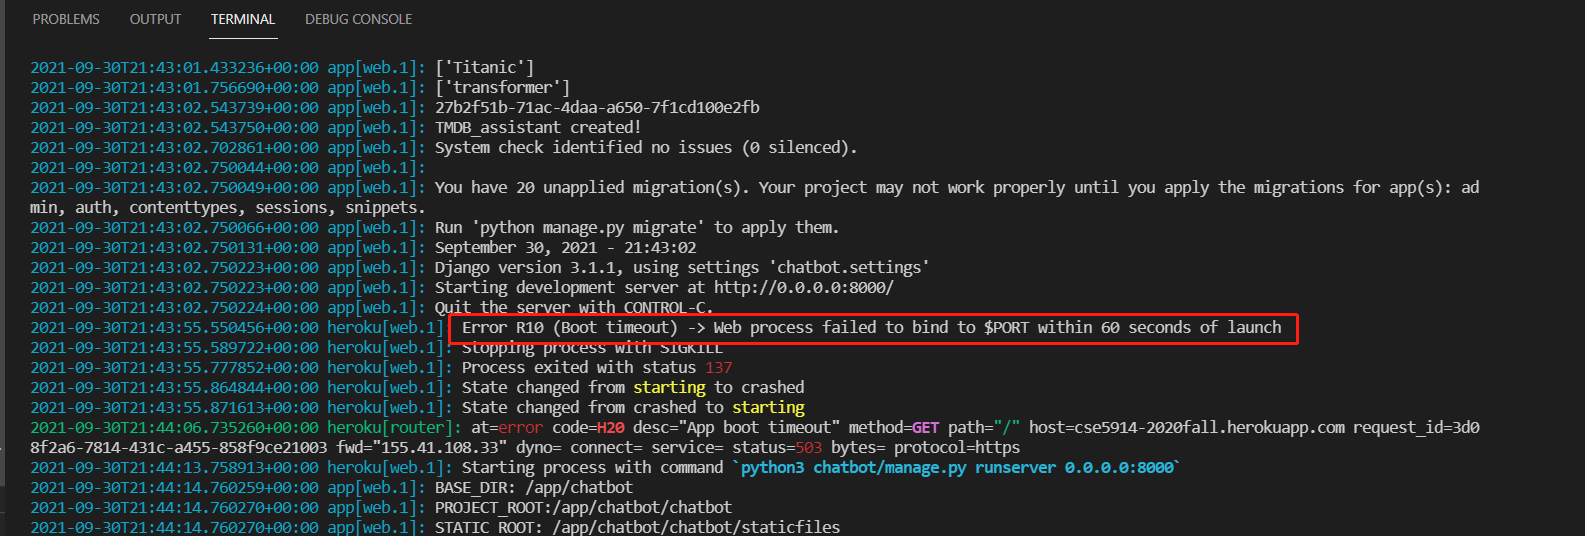 PROBLEMS OUTPUT TERMINAL DEBUG CONSOLE
2021-09-30T21:43:01.433236+00:00 app[web.1]: ['Titanic']
2021-09-30T21:43:01.756690+00:00 app[web.1]: ['transformer']
2021-09-30T21:43:02.543739+00:00 app[web.1]: 27b2f51b-71ac-4daa-a650-7f1cd100e2fb
2021-09-30T21:43:02.543750+00:00 app[web.1]: TMDB_assistant created!
2021-09-30T21:43:02.702861+00:00 app[web.1]: System check identified no issues (0 silenced).
2021-09-30T21:43:02.750044+00:00 app[web.1]:
2021-09-30T21:43:02.750049+00:00 app[web.1]: You have 20 unapplied migration(s). Your project may not work properly until you apply the migrations for app(s): ad
min, auth, contenttypes, sessions, snippets.
2021-09-30T21:43:02.750066+00:00 app[web.1]: Run 'python manage.py migrate' to apply them.
2021-09-30T21:43:02.750131+00:00 app[web.1]: September 30, 2021 - 21:43:02
2021-09-30T21:43:02.750223+00:00 app[web.1]: Django version 3.1.1, using settings 'chatbot.settings'
2021-09-30T21:43:02.750223+00:00 app[web.1]: Starting development server at http://0.0.0.0:8000/
2021-09-30T21:43:02.750224+00:00 app[web.1]: Quit the server with CONTROL-C.
2021-09-30T21:43:55.550456+00:00 heroku[web.1]: Error R10 (Boot timeout) -> Web process failed to bind to $PORT within 60 seconds of launch
2021-09-30T21:43:55.589722+00:00 heroku[web.1]: Stopping process with SIGKILL
2021-09-30T21:43:55.777852+00:00 heroku[web.1]: Process exited with status 137
2021-09-30T21:43:55.864844+00:00 heroku[web.1]: State changed from starting to crashed
2021-09-30T21:43:55.871613+00:00 heroku[web.1]: State changed from crashed to starting
2021-09-30T21:44:06.735260+00:00 heroku[router]: at=error code=H20 desc="App boot timeout" method=GET path="/" host=cse5914-2020fall.herokuapp.com request_id=3d0
8f2a6-7814-431c-a455-858f9ce21003 fwd="155.41.108.33" dyno= connect= service= status=503 bytes= protocol=https
2021-09-30T21:44:13.758913+00:00 heroku[web.1]: Starting process with command `python3 chatbot/manage.py runserver 0.0.0.0:8000`
2021-09-30T21:44:14.760259+00:00 app[web.1]: BASE_DIR: /app/chatbot
2021-09-30T21:44:14.760270+00:00 app[web.1]: PROJECT_ROOT:/app/chatbot/chatbot
2021-09-30T21:44:14.760270+00:00 app[web.1]: STATIC_ROOT: /app/chatbot/chatbot/staticfiles